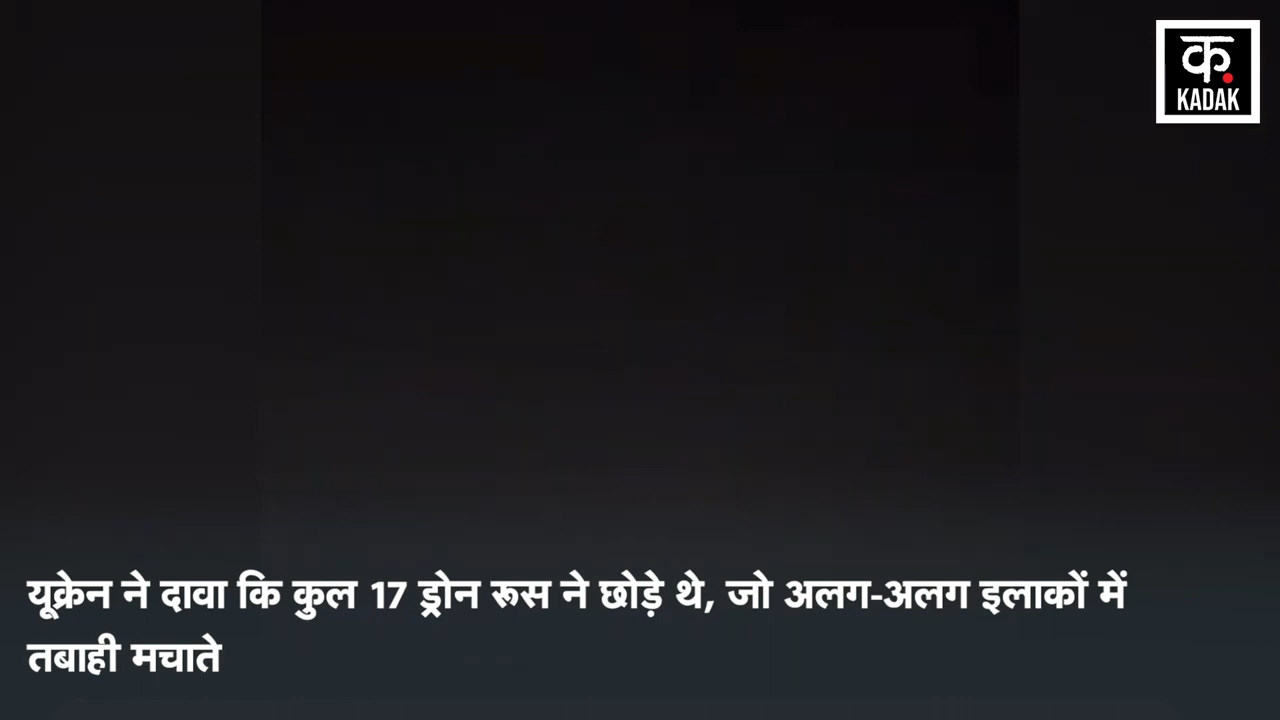 क.
KADAK
यूक्रेन ने दावा कि कुल 17 ड्रोन रूस ने छोड़े थे, जो अलग-अलग इलाकों में
तबाही मचाते